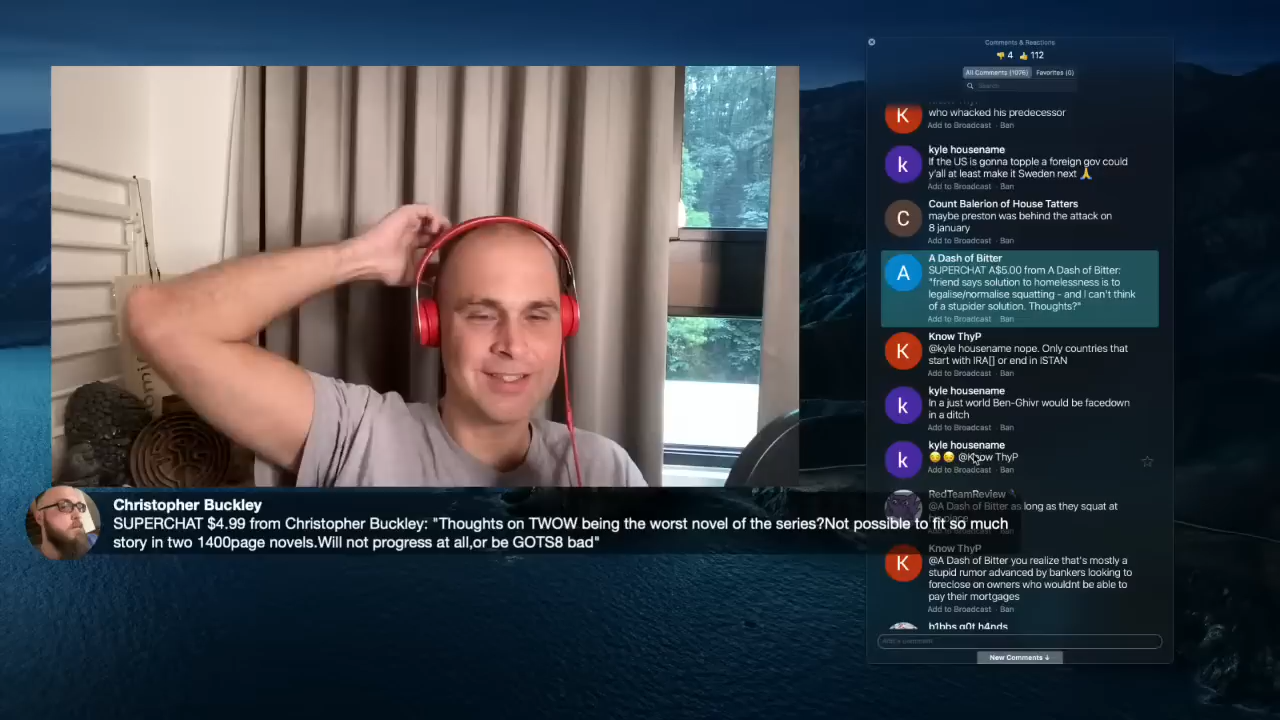 Comments & Reactions
👎 4 👍 112
All Comments (1076) Favorites (0)
Search
K
who whacked his predecessor
Add to Broadcast · Ban
k
kyle housename
If the US is gonna topple a foreign gov could
y'all at least make it Sweden next 🙏
Add to Broadcast · Ban
C
Count Balerion of House Tatters
maybe preston was behind the attack on
8 january
Add to Broadcast · Ban
A
A Dash of Bitter
SUPERCHAT A$5.00 from A Dash of Bitter:
"friend says solution to homelessness is to
legalise/normalise squatting - and I can't think
of a stupider solution. Thoughts?"
Add to Broadcast · Ban
K
Know ThyP
@kyle housename nope. Only countries that
start with IRA[] or end in ISTAN
Add to Broadcast · Ban
k
kyle housename
In a just world Ben-Ghivr would be facedown
in a ditch
Add to Broadcast · Ban
k
kyle housename
@Know ThyP
Add to Broadcast · Ban
RedTeamReview
@A Dash of Bitter as long as they squat at
Christopher Buckley
SUPERCHAT $4.99 from Christopher Buckley: "Thoughts on TWOW being the worst novel of the series?Not possible to fit so much
story in two 1400page novels.Will not progress at all,or be GOTS8 bad"
K
Know ThyP
@A Dash of Bitter you realize that's mostly a
stupid rumor advanced by bankers looking to
foreclose on owners who wouldnt be able to
pay their mortgages
Add to Broadcast · Ban
h1bbs g0t h4nds
Add a comment
New Comments ↓